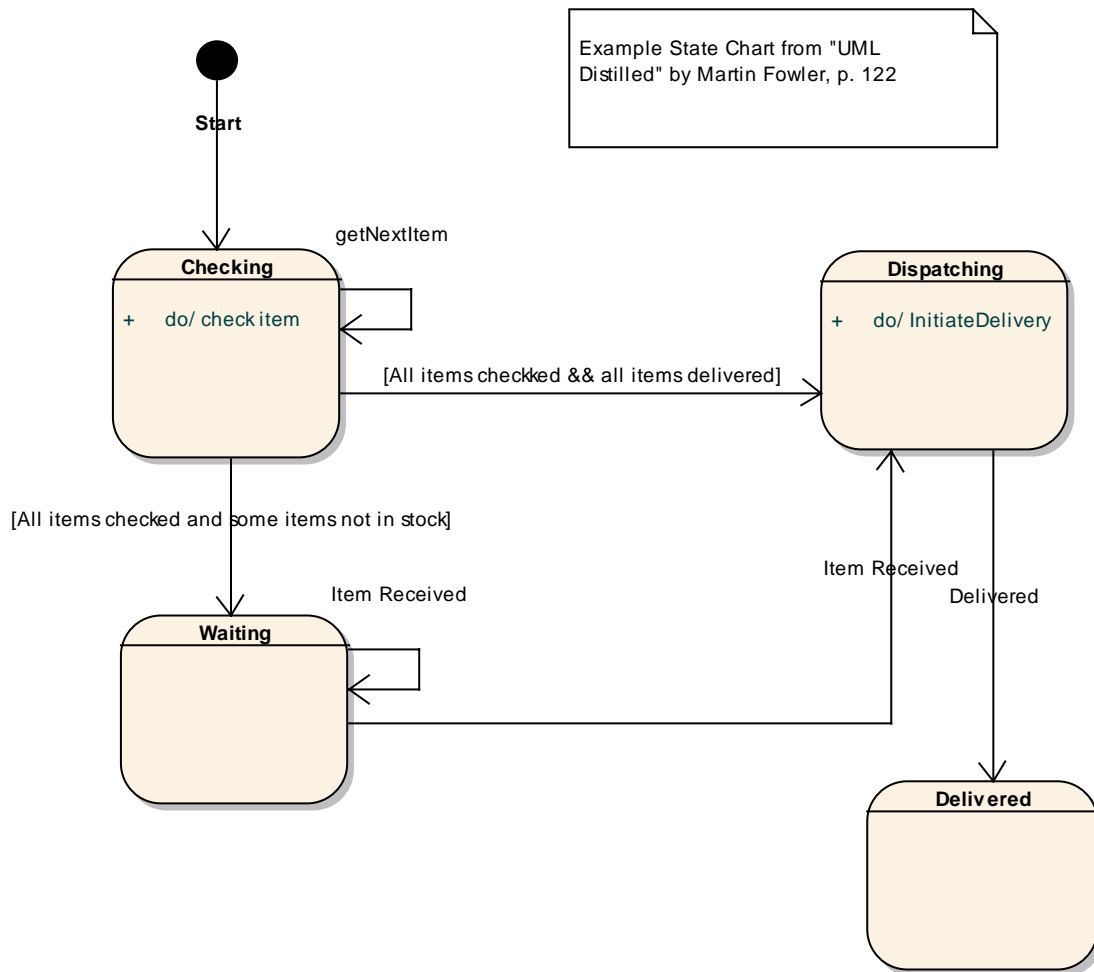 Example State Chart from "UML
Distilled" by Martin Fowler, p. 122
Start
getNextItem
Checking
+ do/ check item
Dispatching
+ do/ InitiateDelivery
[All items checkked && all items delivered]
[All items checked and some items not in stock]
Item Received
Waiting
Item Received
Delivered
Delivered